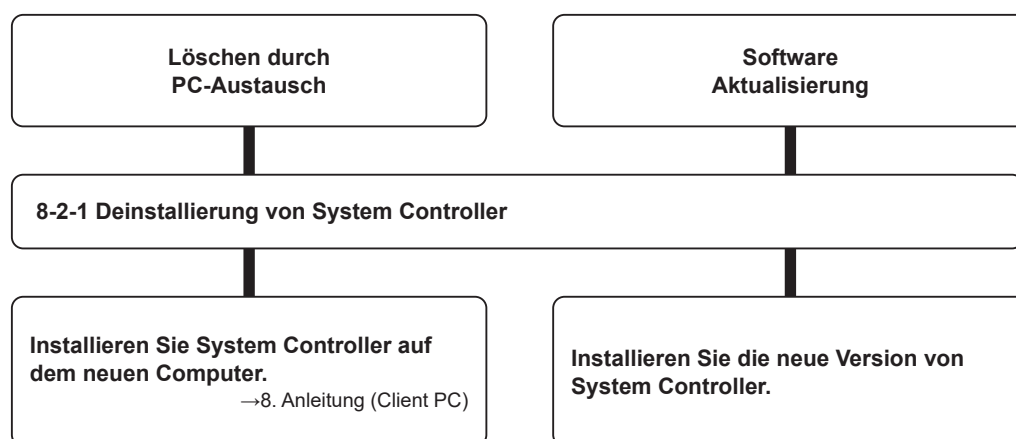 Löschen durch
PC-Austausch
Software
Aktualisierung
8-2-1 Deinstallierung von System Controller
Installieren Sie System Controller auf
dem neuen Computer.
→8. Anleitung (Client PC)
Installieren Sie die neue Version von
System Controller.